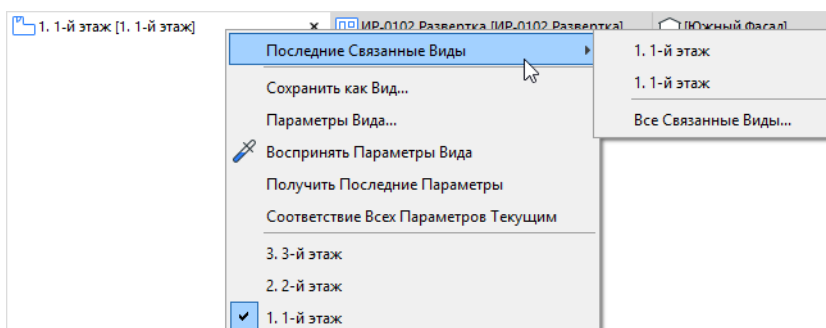 1. 1-й этаж [1. 1-й этаж]
ИР-0102 Развертка [ИР-0102 Развертка]
[Южный Фасад]
Последние Связанные Виды
1. 1-й этаж
1. 1-й этаж
Все Связанные Виды...
Сохранить как Вид...
Параметры Вида...
Воспринять Параметры Вида
Получить Последние Параметры
Соответствие Всех Параметров Текущим
3. 3-й этаж
2. 2-й этаж
1. 1-й этаж